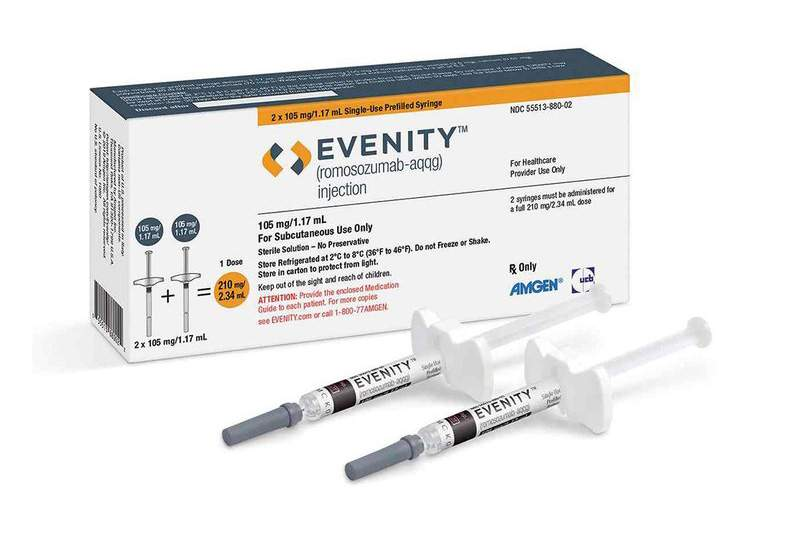 2 x 105 mg/1.17 mL Single-Use Prefilled Syringe
NDC 55513-880-02
EVENITY™
(romosozumab-aqqg)
injection
For Healthcare
Provider Use Only
2 syringes must be administered for
a full 210 mg/2.34 mL dose
105 mg/1.17 mL
For Subcutaneous Use Only
Sterile Solution – No Preservative
Store Refrigerated at 2°C to 8°C (36°F to 46°F). Do not Freeze or Shake.
Store in carton to protect from light.
Keep out of the sight and reach of children.
ATTENTION: Provide the enclosed Medication
Guide to each patient. For more copies
see EVENITY.com or call 1-800-77AMGEN.
Rx Only
AMGEN®
ucb
105 mg/
1.17 mL
105 mg/
1.17 mL
+
=
1 Dose
210 mg/
2.34 mL
2 x 105 mg/1.17 mL
EVENITY™
(romosozumab-aqqg)
Prefilled
EVENITY™
(romosozumab-aqqg)
Prefilled